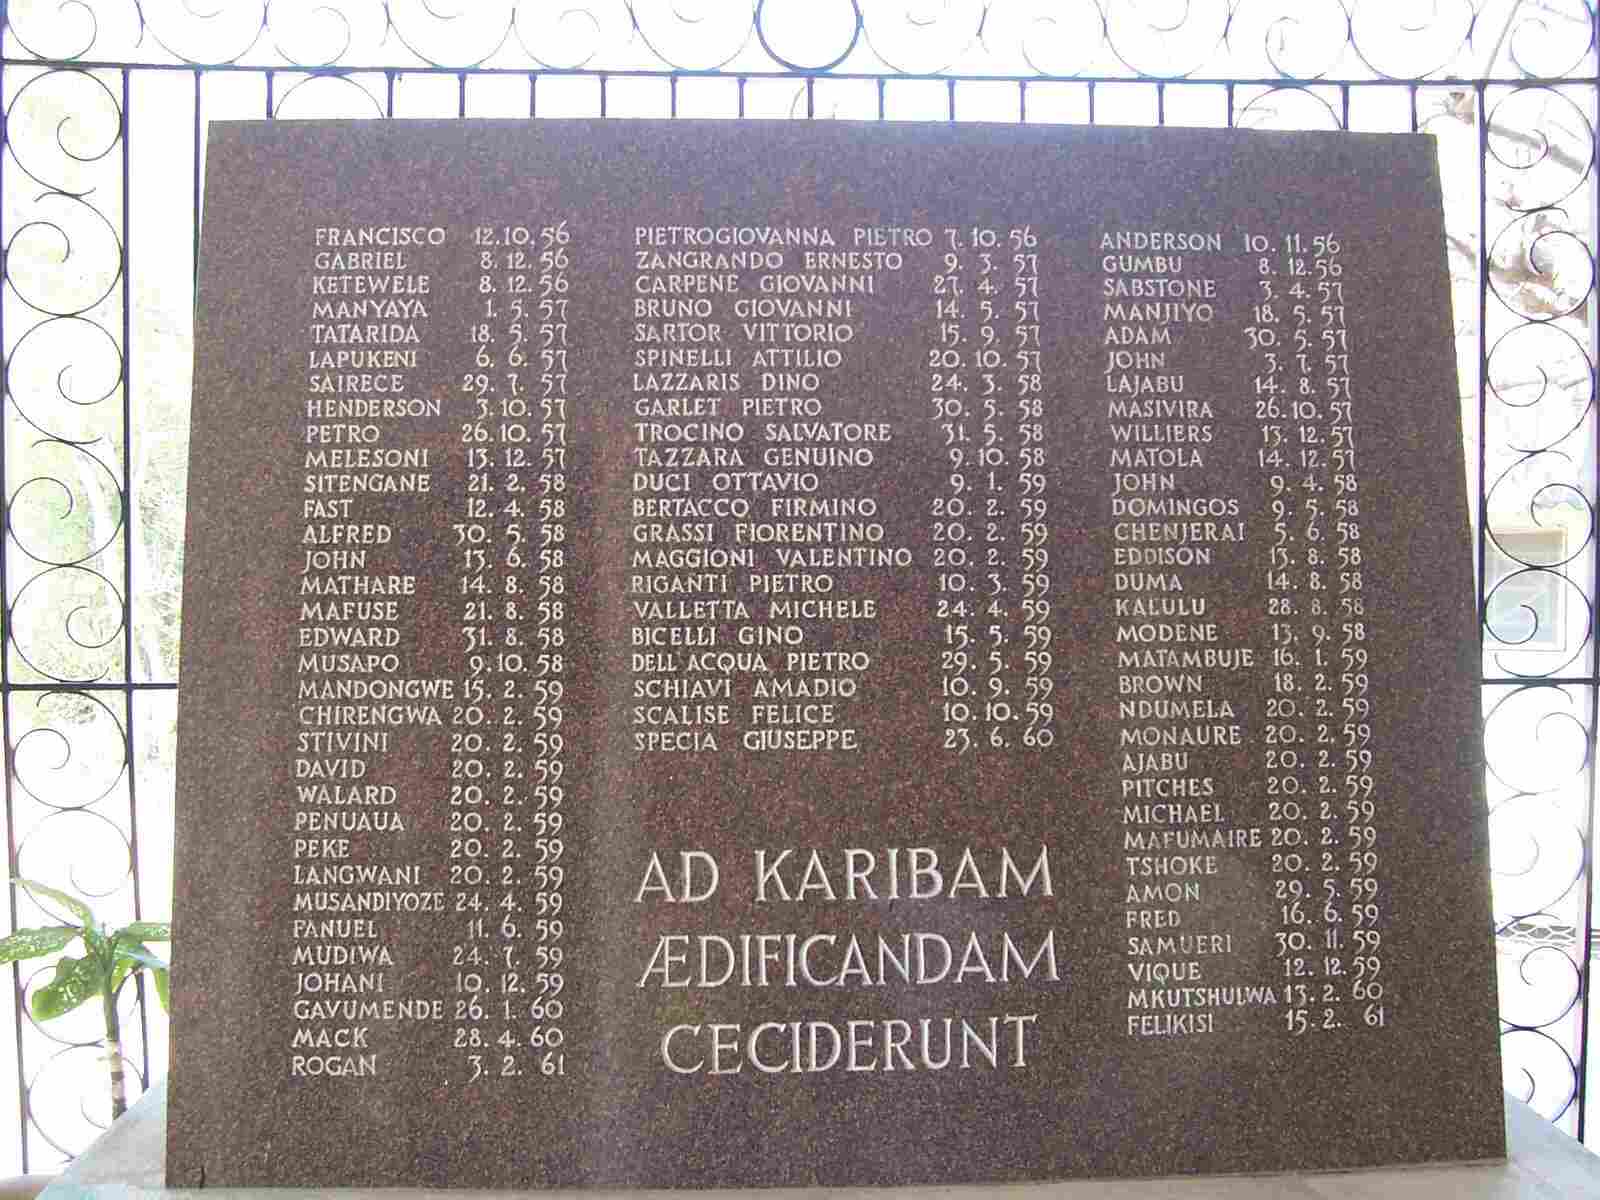 FRANCISCO 12.10.56
GABRIEL 8.12.56
KETEWELE 8.12.56
MANYAYA 1.5.57
TATARIDA 18.5.57
LAPUKENI 6.6.57
SAIRECE 29.7.57
HENDERSON 3.10.57
PETRO 26.10.57
MELESONI 13.12.57
SITENGANE 21.2.58
FAST 12.4.58
ALFRED 30.5.58
JOHN 13.6.58
MATHARE 14.8.58
MAFUSE 21.8.58
EDWARD 31.8.58
MUSAPO 9.10.58
MANDONGWE 15.2.59
CHIRENGWA 20.2.59
STIVINI 20.2.59
DAVID 20.2.59
WALARD 20.2.59
PENUAUA 20.2.59
PEKE 20.2.59
LANGWANI 20.2.59
MUSANDIYOZE 24.4.59
FANUEL 11.6.59
MUDIWA 24.7.59
JOHANI 10.12.59
GAVUMENDE 26.1.60
MACK 28.4.60
ROGAN 3.2.61
PIETROGIOVANNA PIETRO 7.10.56
ZANGRANDO ERNESTO 9.3.57
CARPENE GIOVANNI 27.4.57
BRUNO GIOVANNI 14.5.57
SARTOR VITTORIO 15.9.57
SPINELLI ATTILIO 20.10.57
LAZZARIS DINO 24.3.58
GARLET PIETRO 30.5.58
TROCINO SALVATORE 31.5.58
TAZZARA GENUINO 9.10.58
DUCI OTTAVIO 9.1.59
BERTACCO FIRMINO 20.2.59
GRASSI FIORENTINO 20.2.59
MAGGIONI VALENTINO 20.2.59
RIGANTI PIETRO 10.3.59
VALLETTA MICHELE 24.4.59
BICELLI GINO 15.5.59
DELL'ACQUA PIETRO 29.5.59
SCHIAVI AMADIO 10.9.59
SCALISE FELICE 10.10.59
SPECIA GIUSEPPE 23.6.60
AD KARIBAM
ÆDIFICANDAM
CECIDERUNT
ANDERSON 10.11.56
GUMBU 8.12.56
SABSTONE 3.4.57
MANJIYO 18.5.57
ADAM 30.5.57
JOHN 3.7.57
LAJABU 14.8.57
MASIVIRA 26.10.57
WILLIERS 13.12.57
MATOLA 14.12.57
JOHN 9.4.58
DOMINGOS 9.5.58
CHENJERAI 5.6.58
EDDISON 13.8.58
DUMA 14.8.58
KALULU 28.8.58
MODENE 13.9.58
MATAMBUJE 16.1.59
BROWN 18.2.59
NDUMELA 20.2.59
MONAURE 20.2.59
AJABU 20.2.59
PITCHES 20.2.59
MICHAEL 20.2.59
MAFUMAIRE 20.2.59
TSHOKE 20.2.59
AMON 29.5.59
FRED 16.6.59
SAMUERI 30.11.59
VIQUE 12.12.59
MKUTSHULWA 13.2.60
FELIKISI 15.2.61